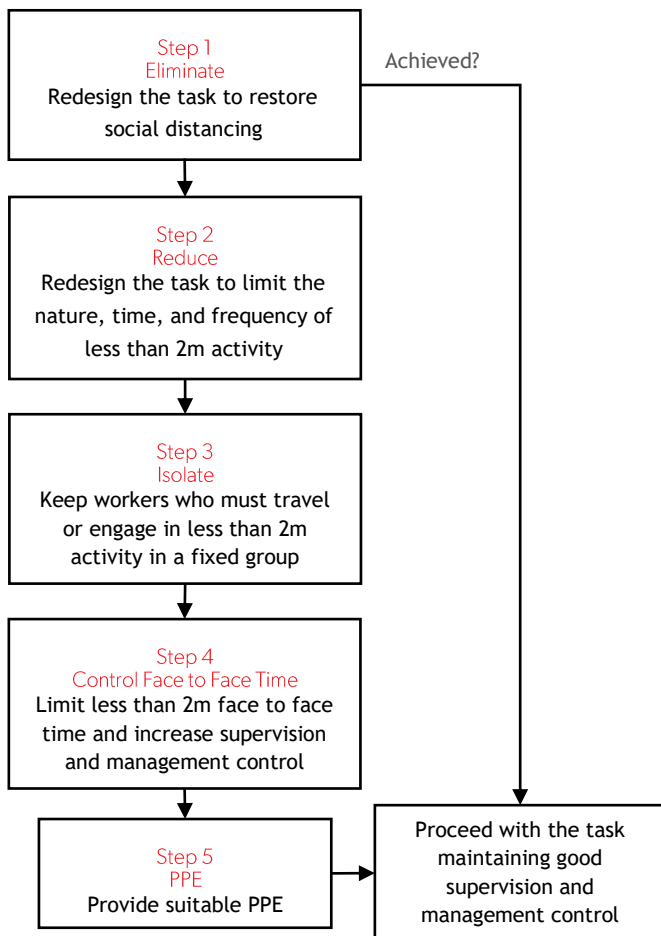 Step 1
Eliminate
Redesign the task to restore
social distancing
Achieved?
Step 2
Reduce
Redesign the task to limit the
nature, time, and frequency of
less than 2m activity
Step 3
Isolate
Keep workers who must travel
or engage in less than 2m
activity in a fixed group
Step 4
Control Face to Face Time
Limit less than 2m face to face
time and increase supervision
and management control
Step 5
PPE
Provide suitable PPE
Proceed with the task
maintaining good
supervision and
management control